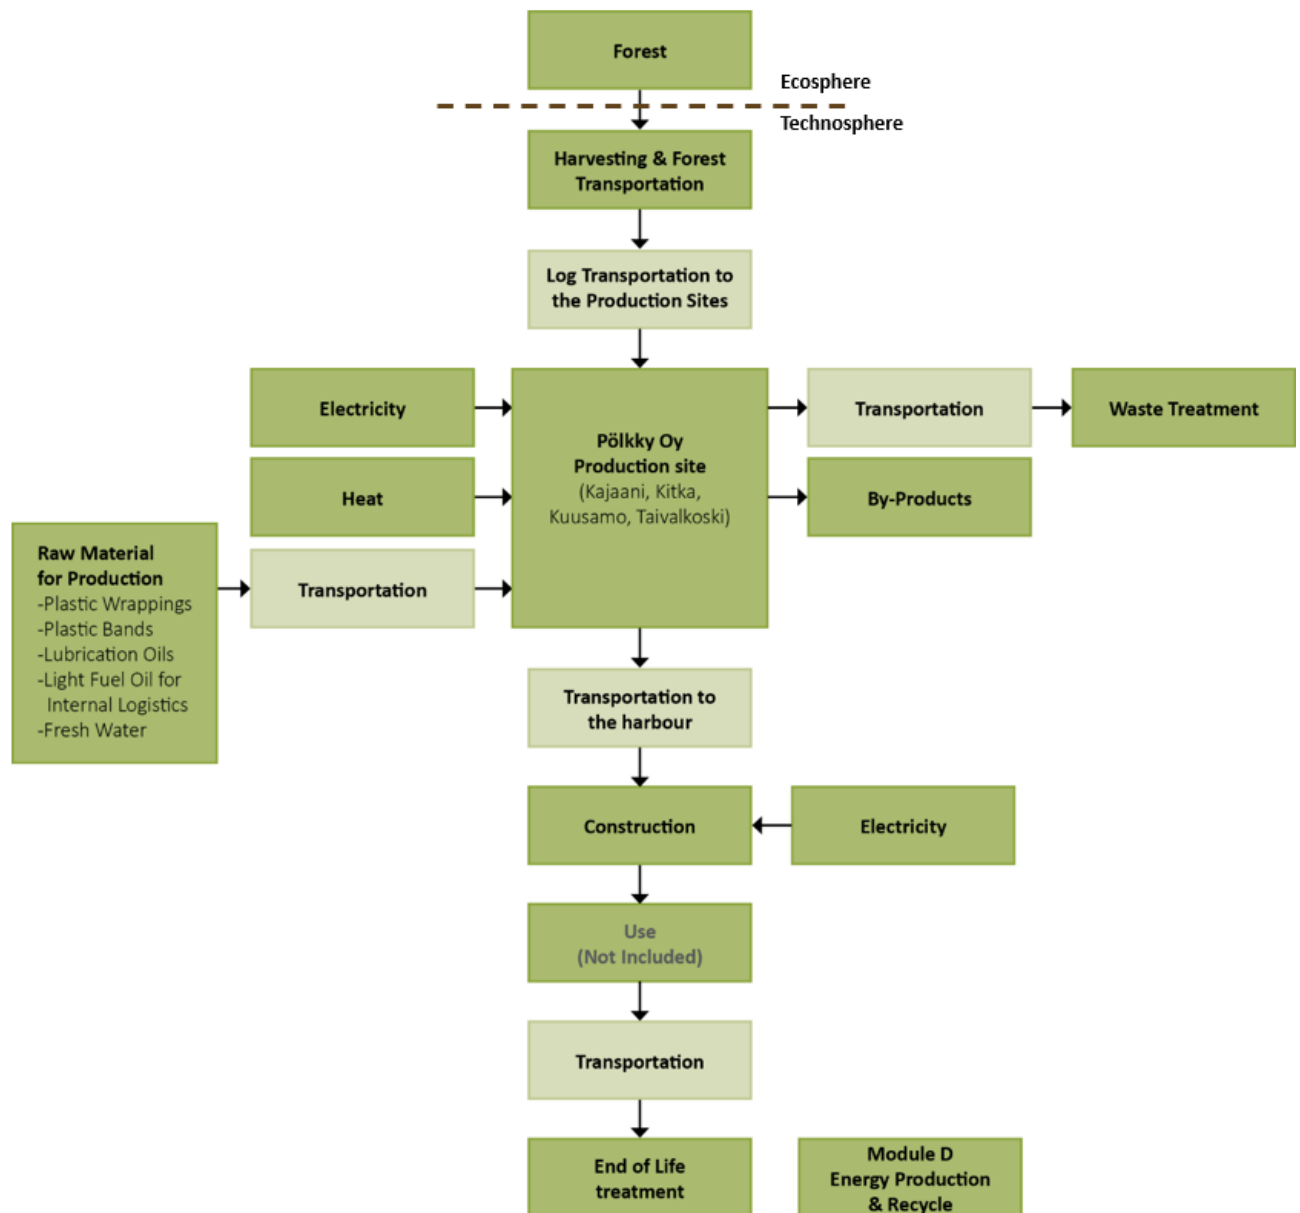 Forest
Ecosphere
Technosphere
Harvesting & Forest
Transportation
Log Transportation to
the Production Sites
Electricity
Pölkky Oy
Production site
(Kajaani, Kitka,
Kuusamo, Taivalkoski)
Transportation
Waste Treatment
Heat
By-Products
Raw Material
for Production
-Plastic Wrappings
-Plastic Bands
-Lubrication Oils
-Light Fuel Oil for
Internal Logistics
-Fresh Water
Transportation
Transportation to
the harbour
Construction
Electricity
Use
(Not Included)
Transportation
End of Life
treatment
Module D
Energy Production
& Recycle